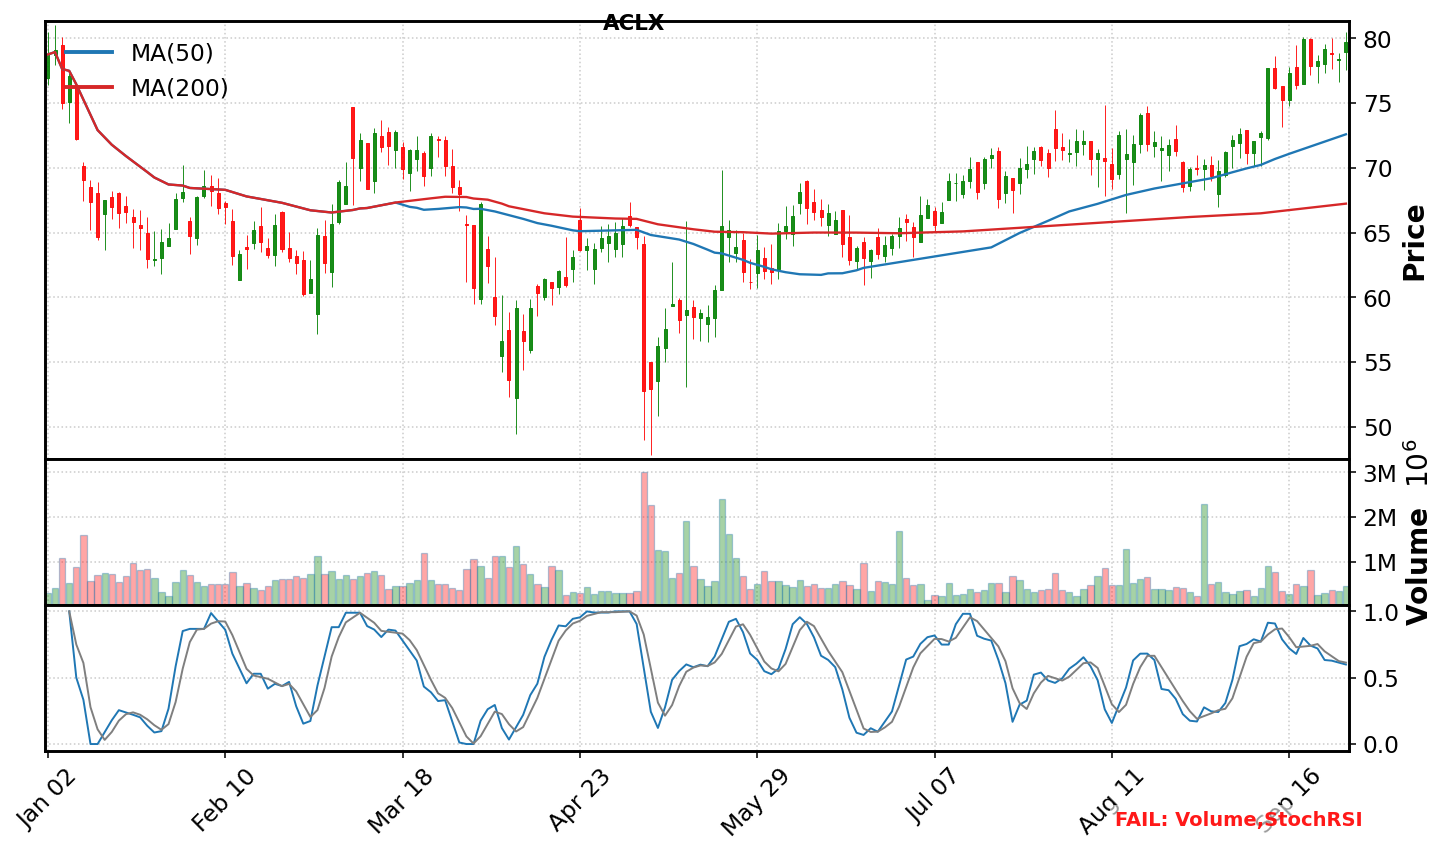 ACLX
MA(50)
MA(200)
80
75
70
65
60
55
50
Price
3M
2M
1M
Volume 10^6
1.0
0.5
0.0
Jan 02
Feb 10
Mar 18
Apr 23
May 29
Jul 07
Aug 11
Sep 16
FAIL: Volume,StochRSI